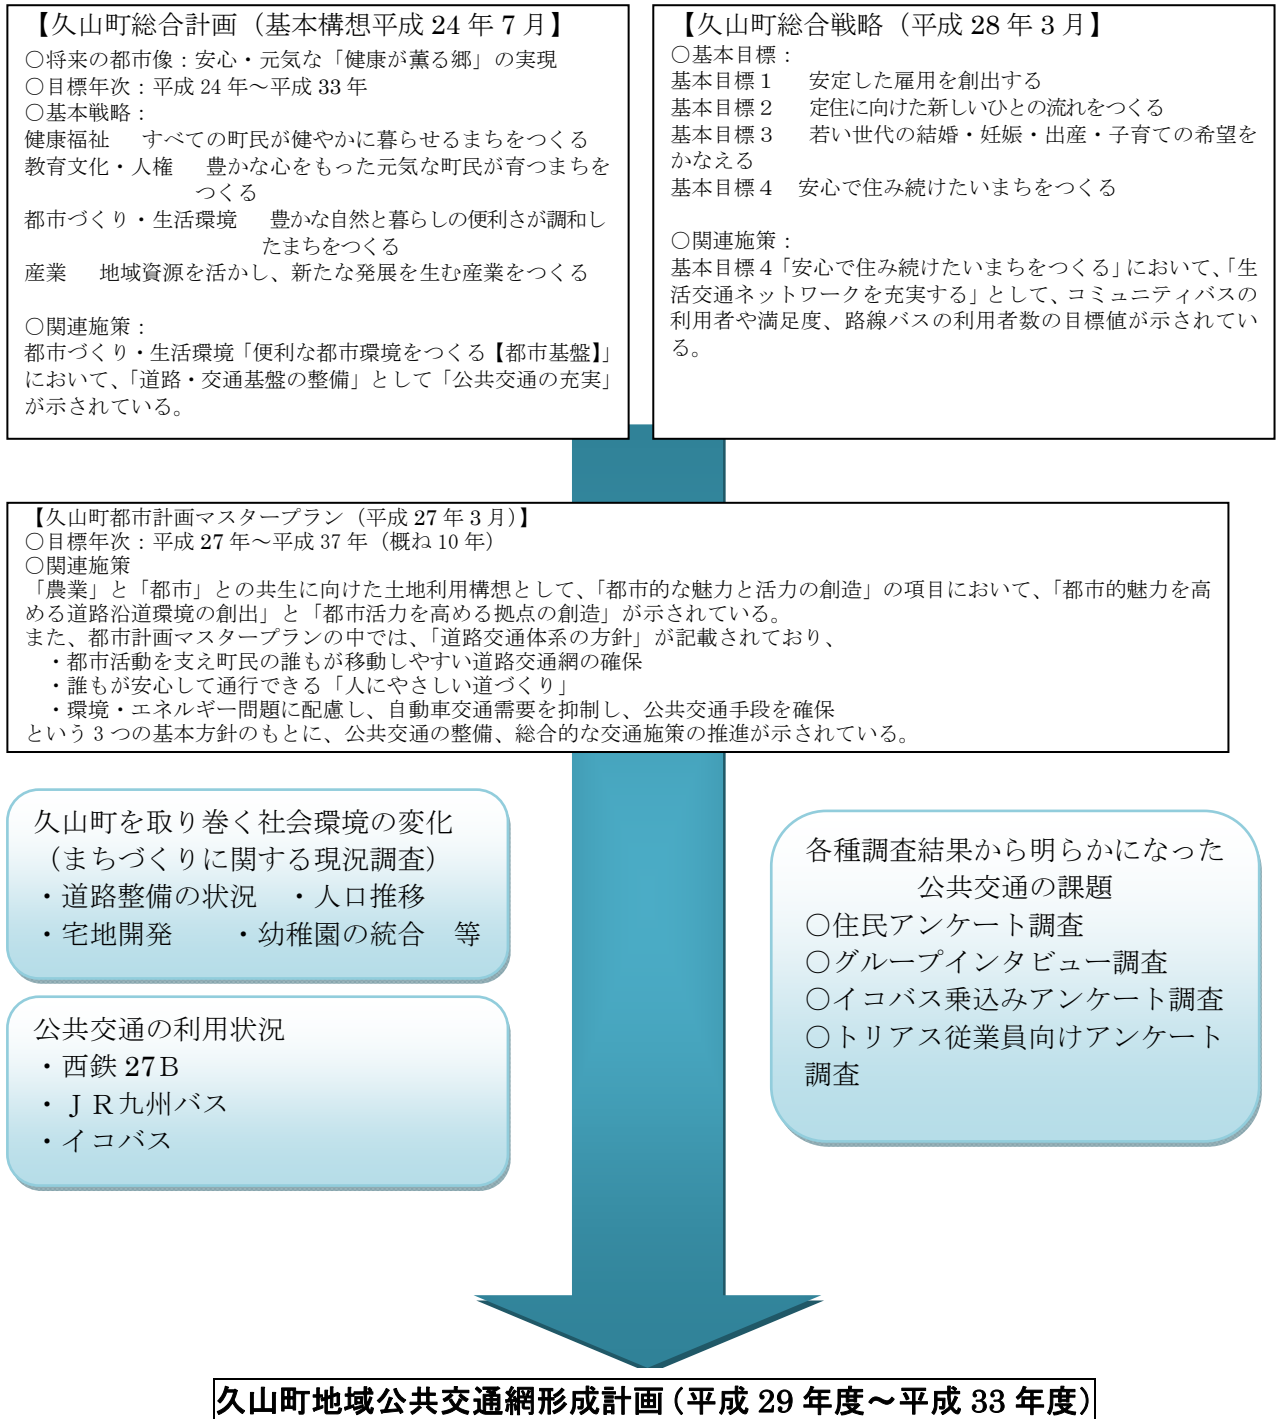 【久山町総合計画（基本構想平成 24 年 7 月】
○将来の都市像：安心・元気な「健康が薫る郷」の実現
○目標年次：平成 24 年～平成 33 年
○基本戦略：
健康福祉　すべての町民が健やかに暮らせるまちをつくる
教育文化・人権　豊かな心をもった元気な町民が育つまちを
つくる
都市づくり・生活環境　豊かな自然と暮らしの便利さが調和し
たまちをつくる
産業　地域資源を活かし、新たな発展を生む産業をつくる
○関連施策：
都市づくり・生活環境「便利な都市環境をつくる【都市基盤】」
において、「道路・交通基盤の整備」として「公共交通の充実」
が示されている。
【久山町総合戦略（平成 28 年 3 月】
○基本目標：
基本目標１　安定した雇用を創出する
基本目標２　定住に向けた新しいひとの流れをつくる
基本目標３　若い世代の結婚・妊娠・出産・子育ての希望を
かなえる
基本目標４　安心で住み続けたいまちをつくる
○関連施策：
基本目標４「安心で住み続けたいまちをつくる」において、「生
活交通ネットワークを充実する」として、コミュニティバスの
利用者や満足度、路線バスの利用者数の目標値が示されてい
る。
【久山町都市計画マスタープラン（平成 27 年 3 月）】
○目標年次：平成 27 年～平成 37 年（概ね 10 年）
○関連施策
「農業」と「都市」との共生に向けた土地利用構想として、「都市的な魅力と活力の創造」の項目において、「都市的魅力を高
める道路沿道環境の創出」と「都市活力を高める拠点の創造」が示されている。
また、都市計画マスタープランの中では、「道路交通体系の方針」が記載されており、
・都市活動を支え町民の誰もが移動しやすい道路交通網の確保
・誰もが安心して通行できる「人にやさしい道づくり」
・環境・エネルギー問題に配慮し、自動車交通需要を抑制し、公共交通手段を確保
という３つの基本方針のもとに、公共交通の整備、総合的な交通施策の推進が示されている。
久山町を取り巻く社会環境の変化
（まちづくりに関する現況調査）
・道路整備の状況　・人口推移
・宅地開発　・幼稚園の統合　等
公共交通の利用状況
・西鉄 27Ｂ
・ＪＲ九州バス
・イコバス
各種調査結果から明らかになった
公共交通の課題
○住民アンケート調査
○グループインタビュー調査
○イコバス乗込みアンケート調査
○トリアス従業員向けアンケート
調査
久山町地域公共交通網形成計画（平成 29 年度～平成 33 年度）